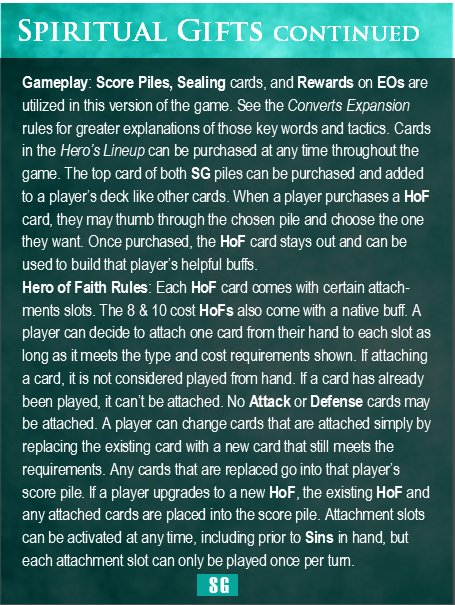 SPIRITUAL GIFTS CONTINUED
Gameplay: Score Piles, Sealing cards, and Rewards on EOs are
utilized in this version of the game. See the Converts Expansion
rules for greater explanations of those key words and tactics. Cards
in the Hero's Lineup can be purchased at any time throughout the
game. The top card of both SG piles can be purchased and added
to a player's deck like other cards. When a player purchases a HoF
card, they may thumb through the chosen pile and choose the one
they want. Once purchased, the HoF card stays out and can be
used to build that player's helpful buffs.
Hero of Faith Rules: Each HoF card comes with certain attach-
ments slots. The 8 & 10 cost HoFs also come with a native buff. A
player can decide to attach one card from their hand to each slot as
long as it meets the type and cost requirements shown. If attaching
a card, it is not considered played from hand. If a card has already
been played, it can't be attached. No Attack or Defense cards may
be attached. A player can change cards that are attached simply by
replacing the existing card with a new card that still meets the
requirements. Any cards that are replaced go into that player's
score pile. If a player upgrades to a new HoF, the existing HoF and
any attached cards are placed into the score pile. Attachment slots
can be activated at any time, including prior to Sins in hand, but
each attachment slot can only be played once per turn.
SG